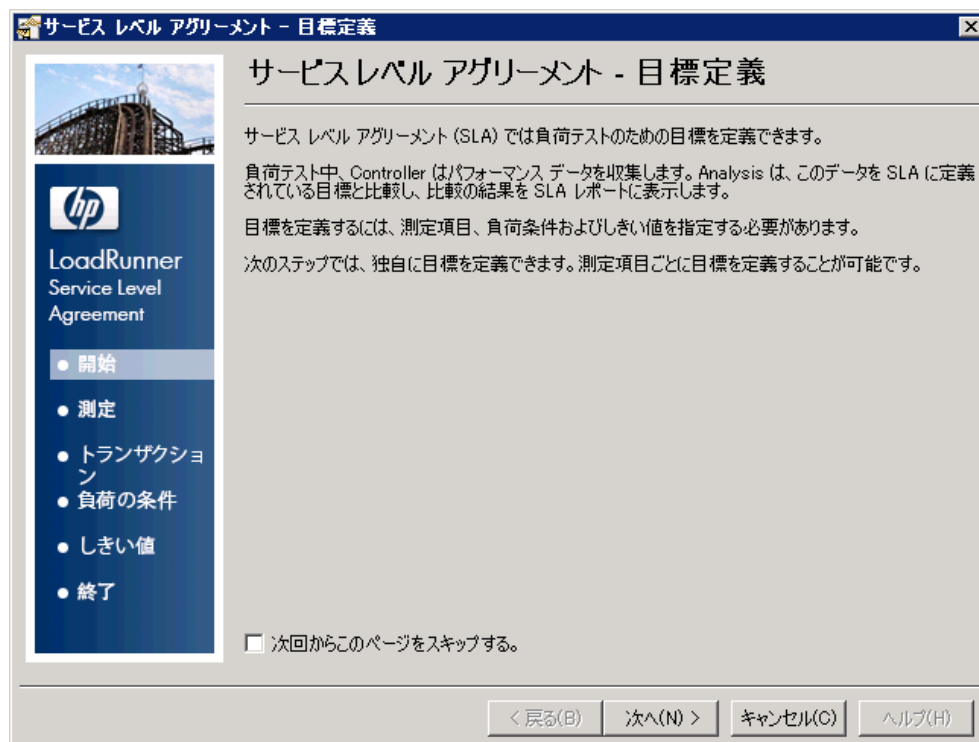 サービス レベル アグリーメント - 目標定義
サービス レベル アグリーメント - 目標定義
サービス レベル アグリーメント (SLA) では負荷テストのための目標を定義できます。
負荷テスト中、Controller はパフォーマンス データを収集します。Analysis は、このデータを SLA に定義
されている目標と比較し、比較の結果を SLA レポートに表示します。
目標を定義するには、測定項目、負荷条件およびしきい値を指定する必要があります。
次のステップでは、独自に目標を定義できます。測定項目ごとに目標を定義することが可能です。
hp
LoadRunner
Service Level
Agreement
開始
測定
トランザクショ
ン
負荷の条件
しきい値
終了
次回からこのページをスキップする。
< 戻る(B)
次へ(N) >
キャンセル(C)
ヘルプ(H)